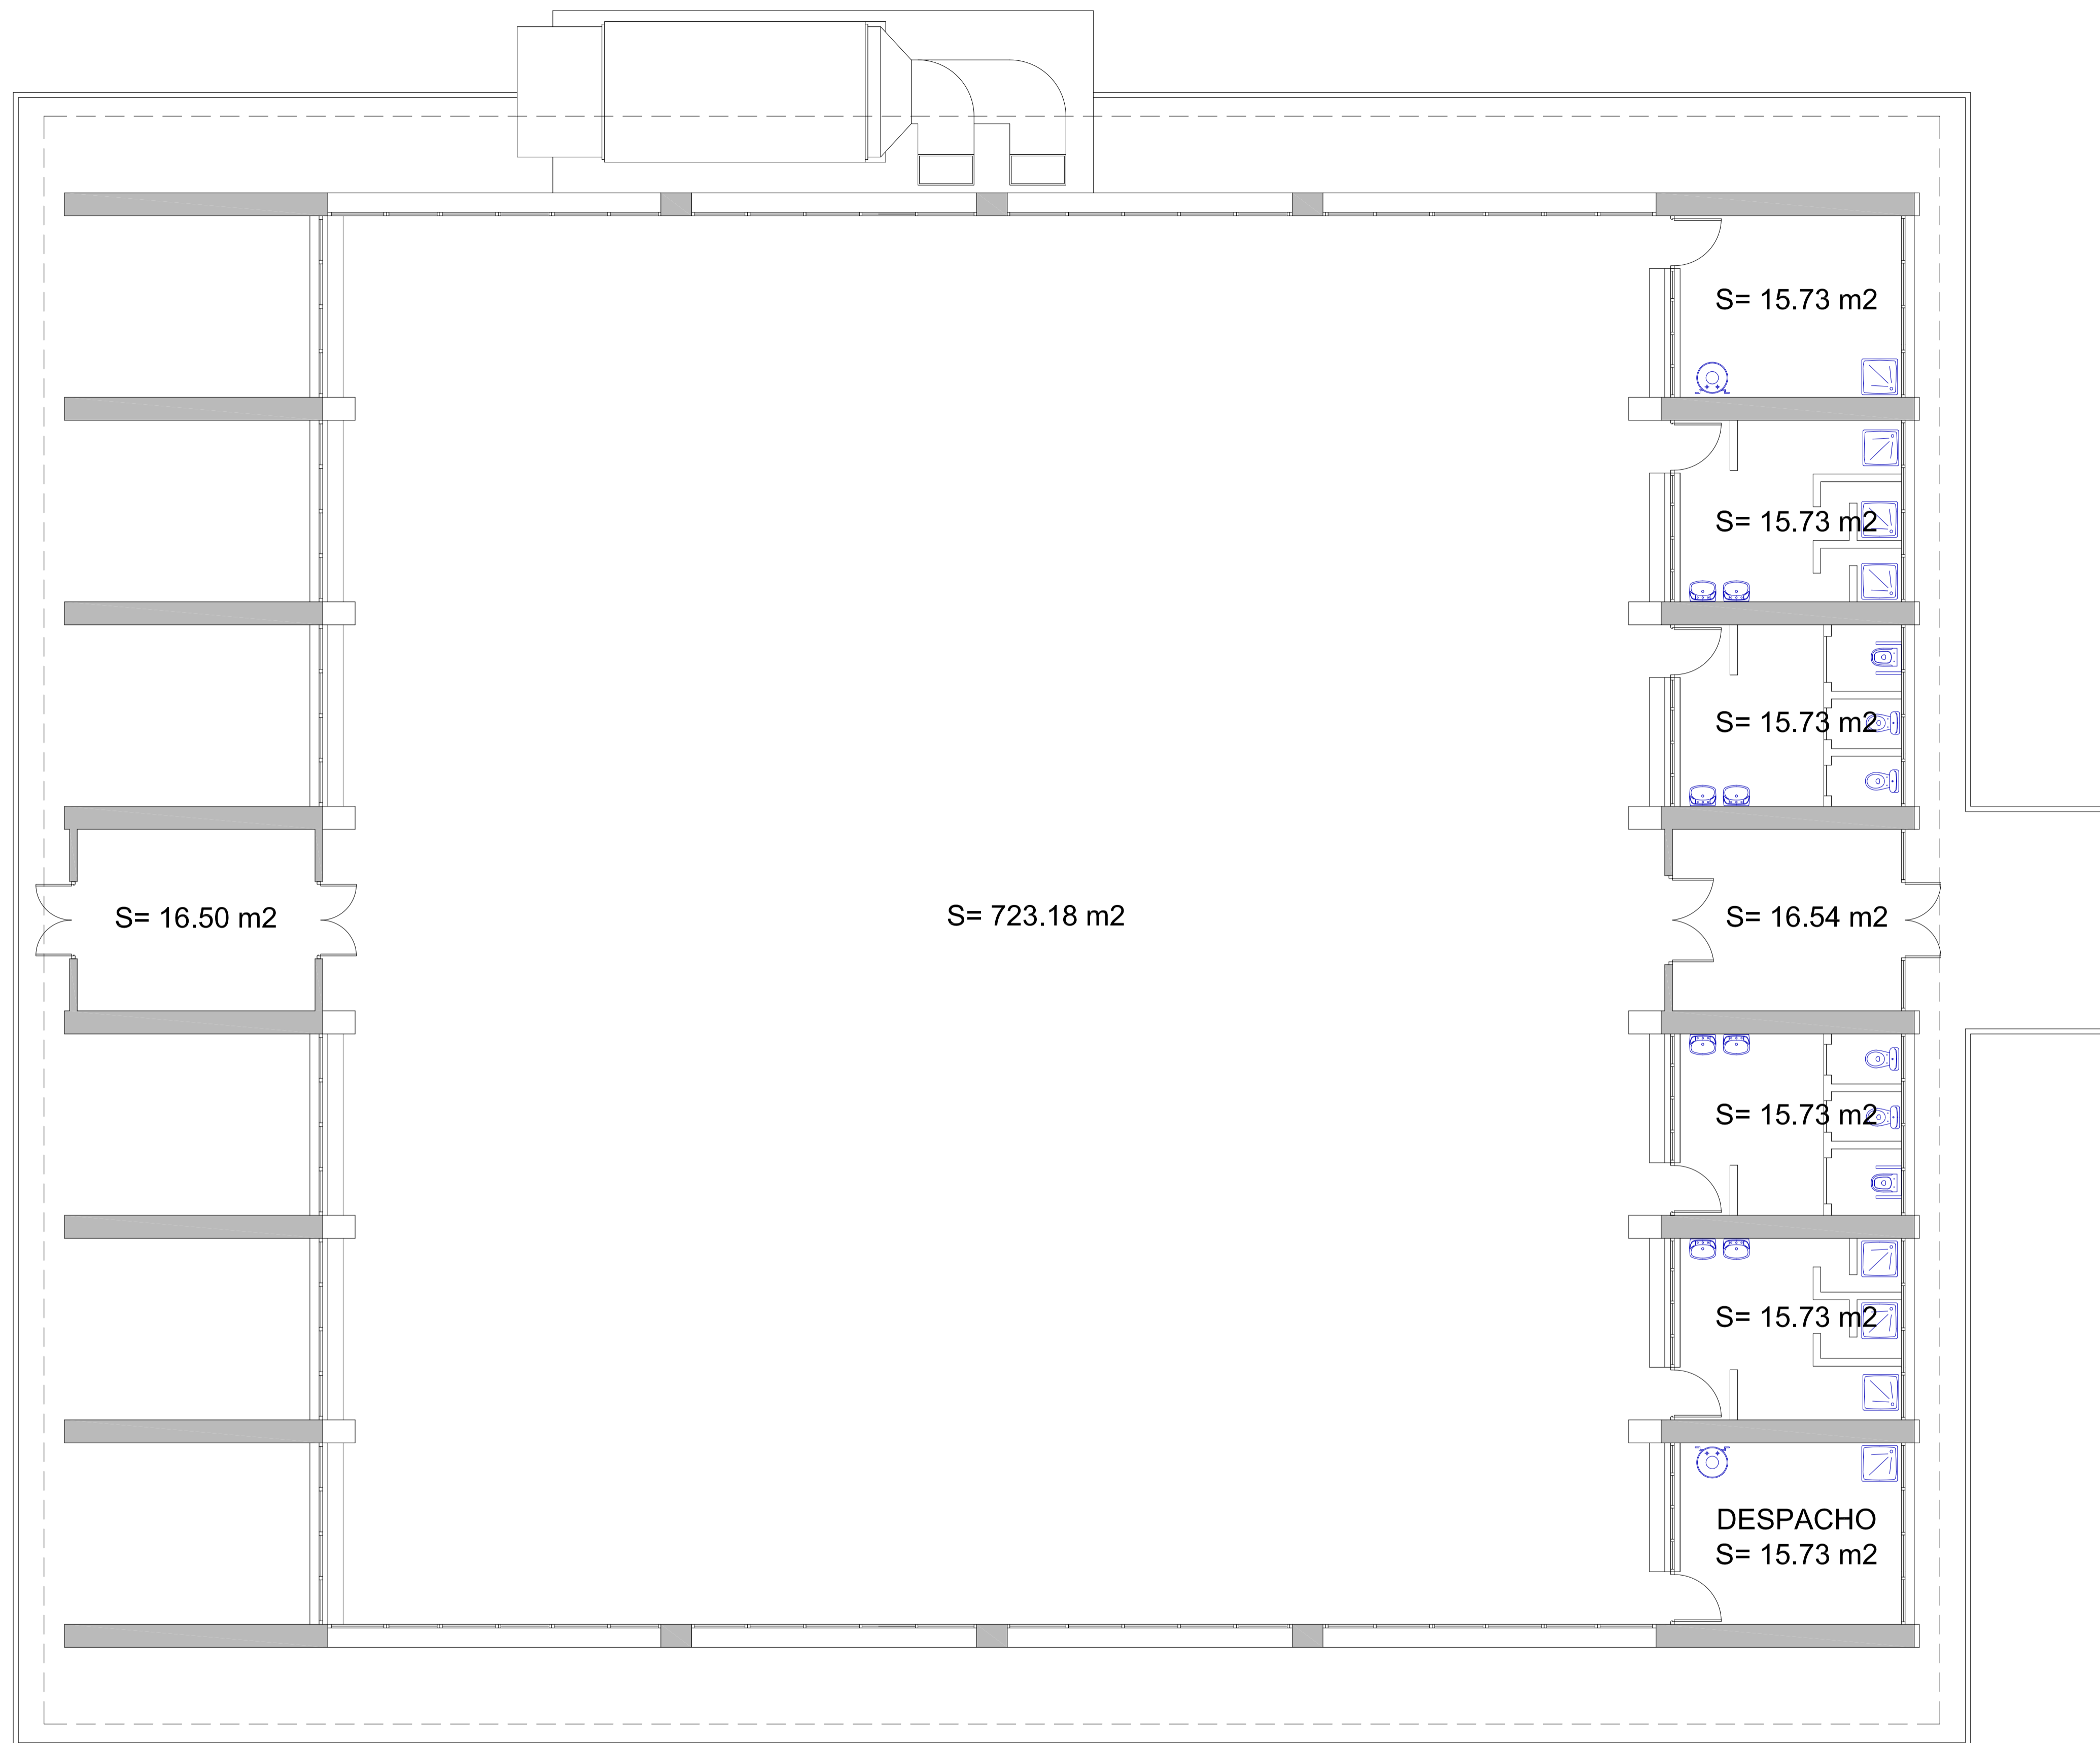 S= 15.73 m2
S= 15.73 m2
S= 15.73 m2
S= 16.50 m2
S= 723.18 m2
S= 16.54 m2
S= 15.73 m2
S= 15.73 m2
DESPACHO
S= 15.73 m2